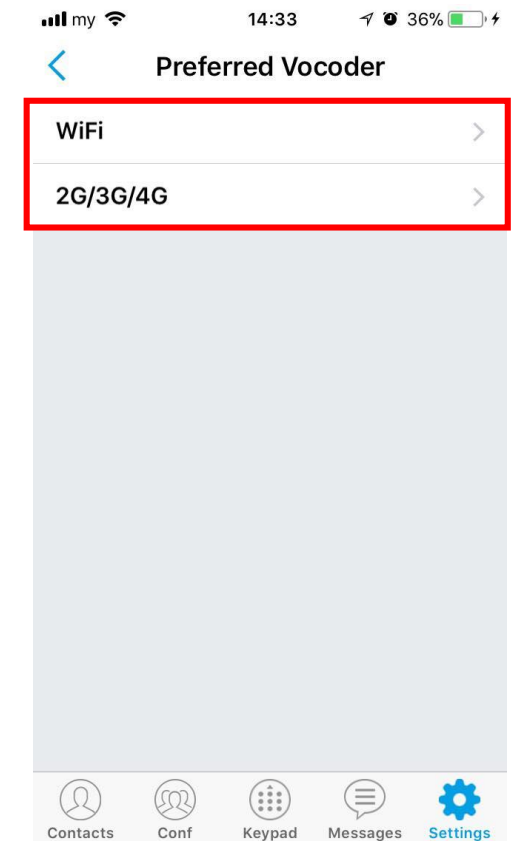 my 14:33 36%
Preferred Vocoder
WiFi
2G/3G/4G
Contacts Conf Keypad Messages Settings